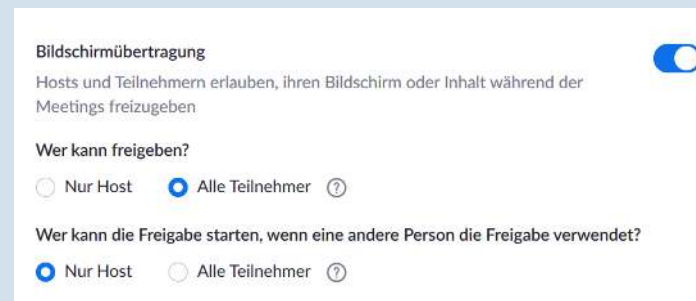 Bildschirmübertragung
Hosts und Teilnehmern erlauben, ihren Bildschirm oder Inhalt während der
Meetings freizugeben
Wer kann freigeben?
Nur Host Alle Teilnehmer ?
Wer kann die Freigabe starten, wenn eine andere Person die Freigabe verwendet?
Nur Host Alle Teilnehmer ?